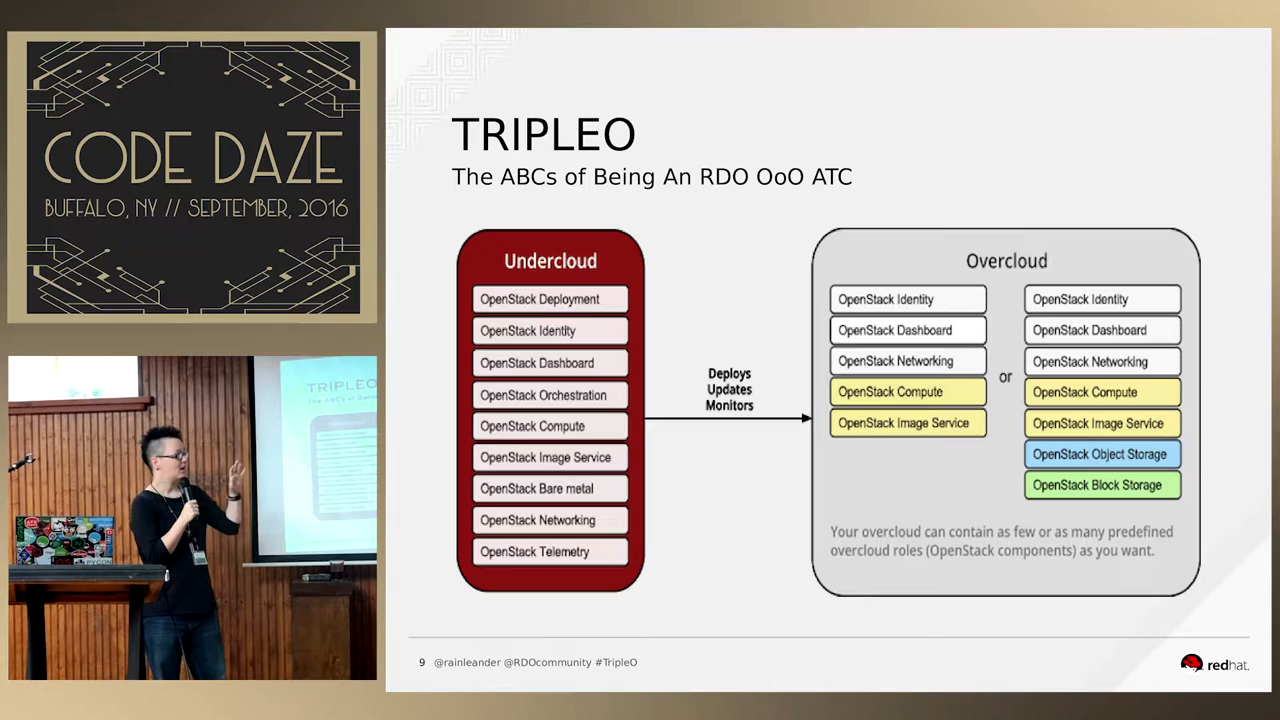 CODE DAZE
BUFFALO, NY // SEPTEMBER, 2016
TRIPLEO
TRIPLEO
The ABCs of Being An RDO OoO ATC
Undercloud
OpenStack Deployment
OpenStack Identity
OpenStack Dashboard
OpenStack Orchestration
OpenStack Compute
OpenStack Image Service
OpenStack Bare metal
OpenStack Networking
OpenStack Telemetry
Deploys
Updates
Monitors
Overcloud
OpenStack Identity
OpenStack Dashboard
OpenStack Networking
OpenStack Compute
OpenStack Image Service
or
OpenStack Identity
OpenStack Dashboard
OpenStack Networking
OpenStack Compute
OpenStack Image Service
OpenStack Object Storage
OpenStack Block Storage
Your overcloud can contain as few or as many predefined
overcloud roles (OpenStack components) as you want.
9 @rainleander @RDOcommunity #TripleO
redhat.